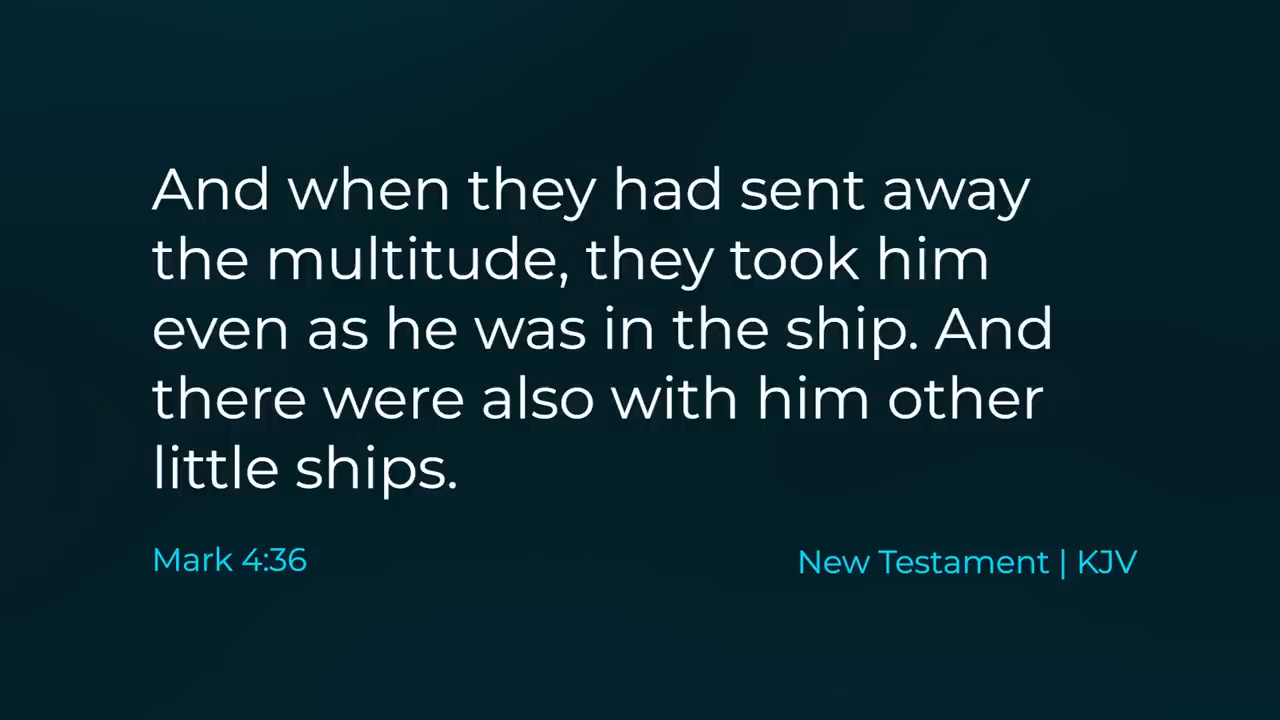 And when they had sent away
the multitude, they took him
even as he was in the ship. And
there were also with him other
little ships.
Mark 4:36
New Testament | KJV